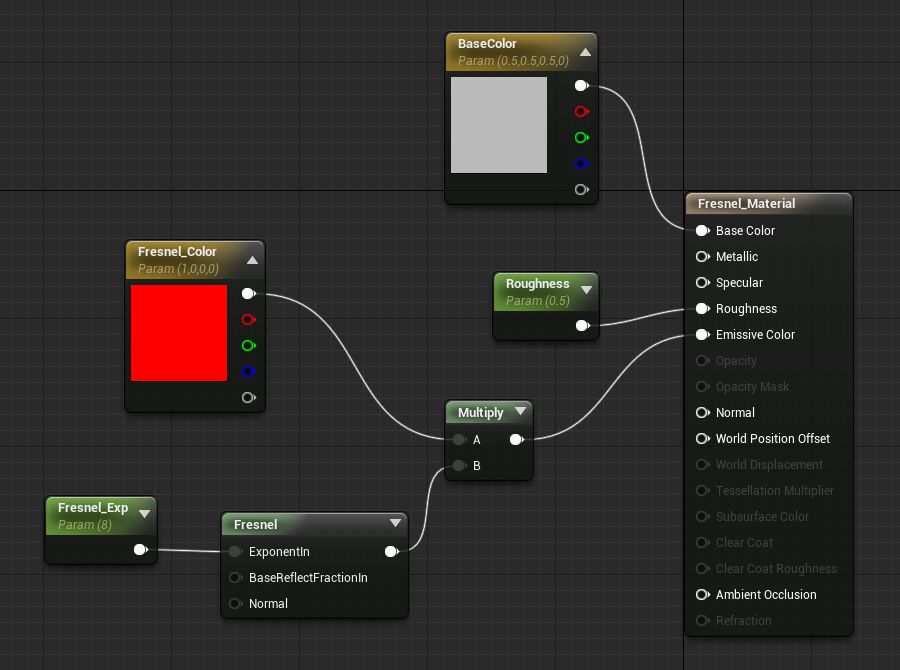 BaseColor
Param (0.5,0.5,0.5,0)
Fresnel_Material
Base Color
Metallic
Specular
Roughness
Emissive Color
Opacity
Opacity Mask
Normal
World Position Offset
World Displacement
Tessellation Multiplier
Subsurface Color
Clear Coat
Clear Coat Roughness
Ambient Occlusion
Refraction
Fresnel_Color
Param (1,0,0,0)
Roughness
Param (0.5)
Multiply
A
B
Fresnel_Exp
Param (8)
Fresnel
ExponentIn
BaseReflectFractionIn
Normal